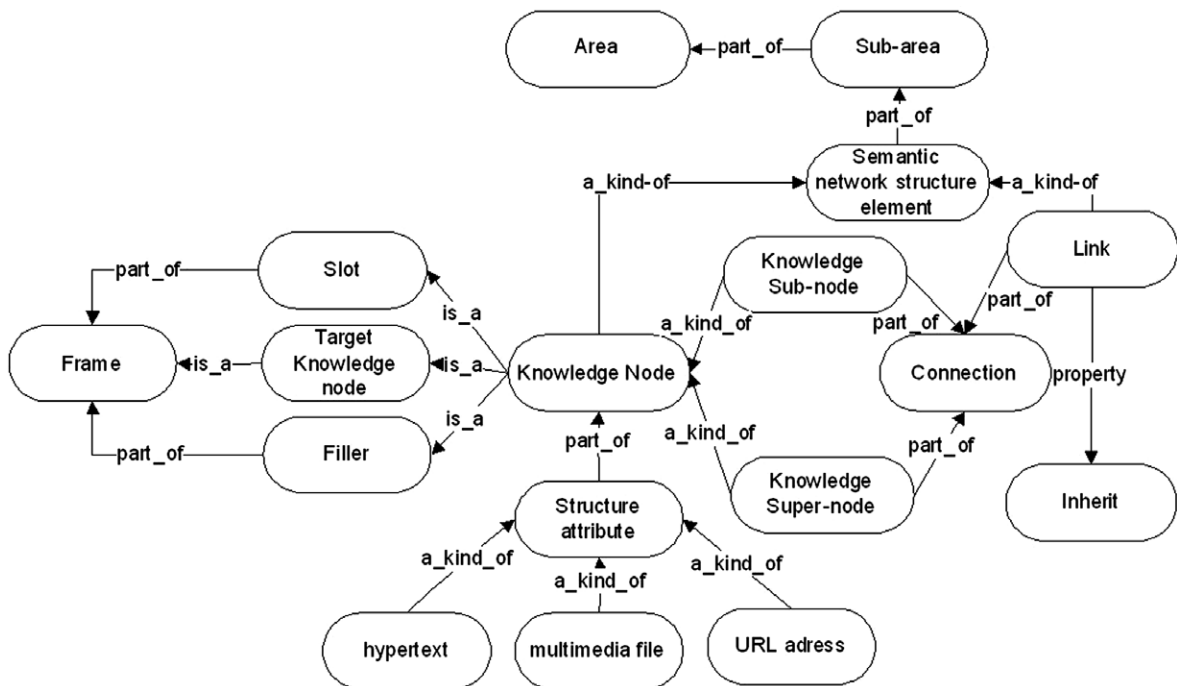 Area
part_of
Sub-area
part_of
Semantic
network structure
element
a_kind-of
a_kind-of
Link
Slot
part_of
is_a
Knowledge
Sub-node
part_of
a_kind_of
part_of
Target
Knowledge
node
is_a
Frame
is_a
Knowledge Node
Connection
property
is_a
Filler
part_of
part_of
a_kind_of
part_of
Knowledge
Super-node
Inherit
Structure
attribute
a_kind_of
a_kind_of
a_kind_of
hypertext
multimedia file
URL adress